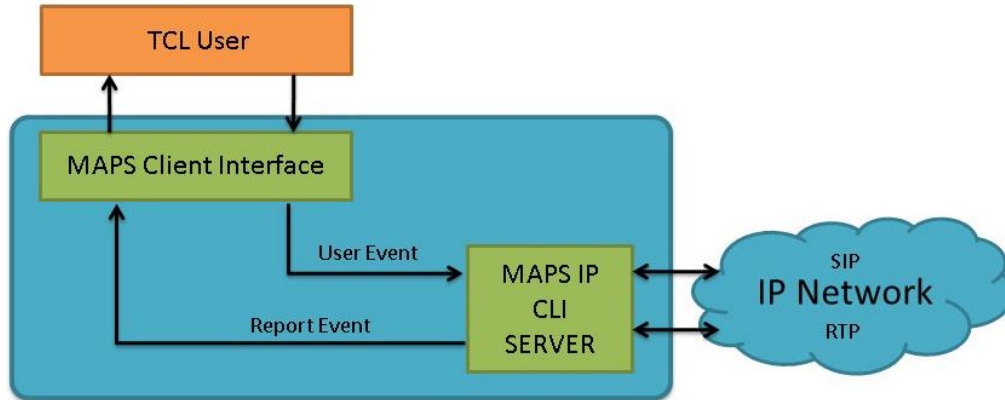 TCL User
MAPS Client Interface
User Event
Report Event
MAPS IP
CLI
SERVER
SIP
IP Network
RTP